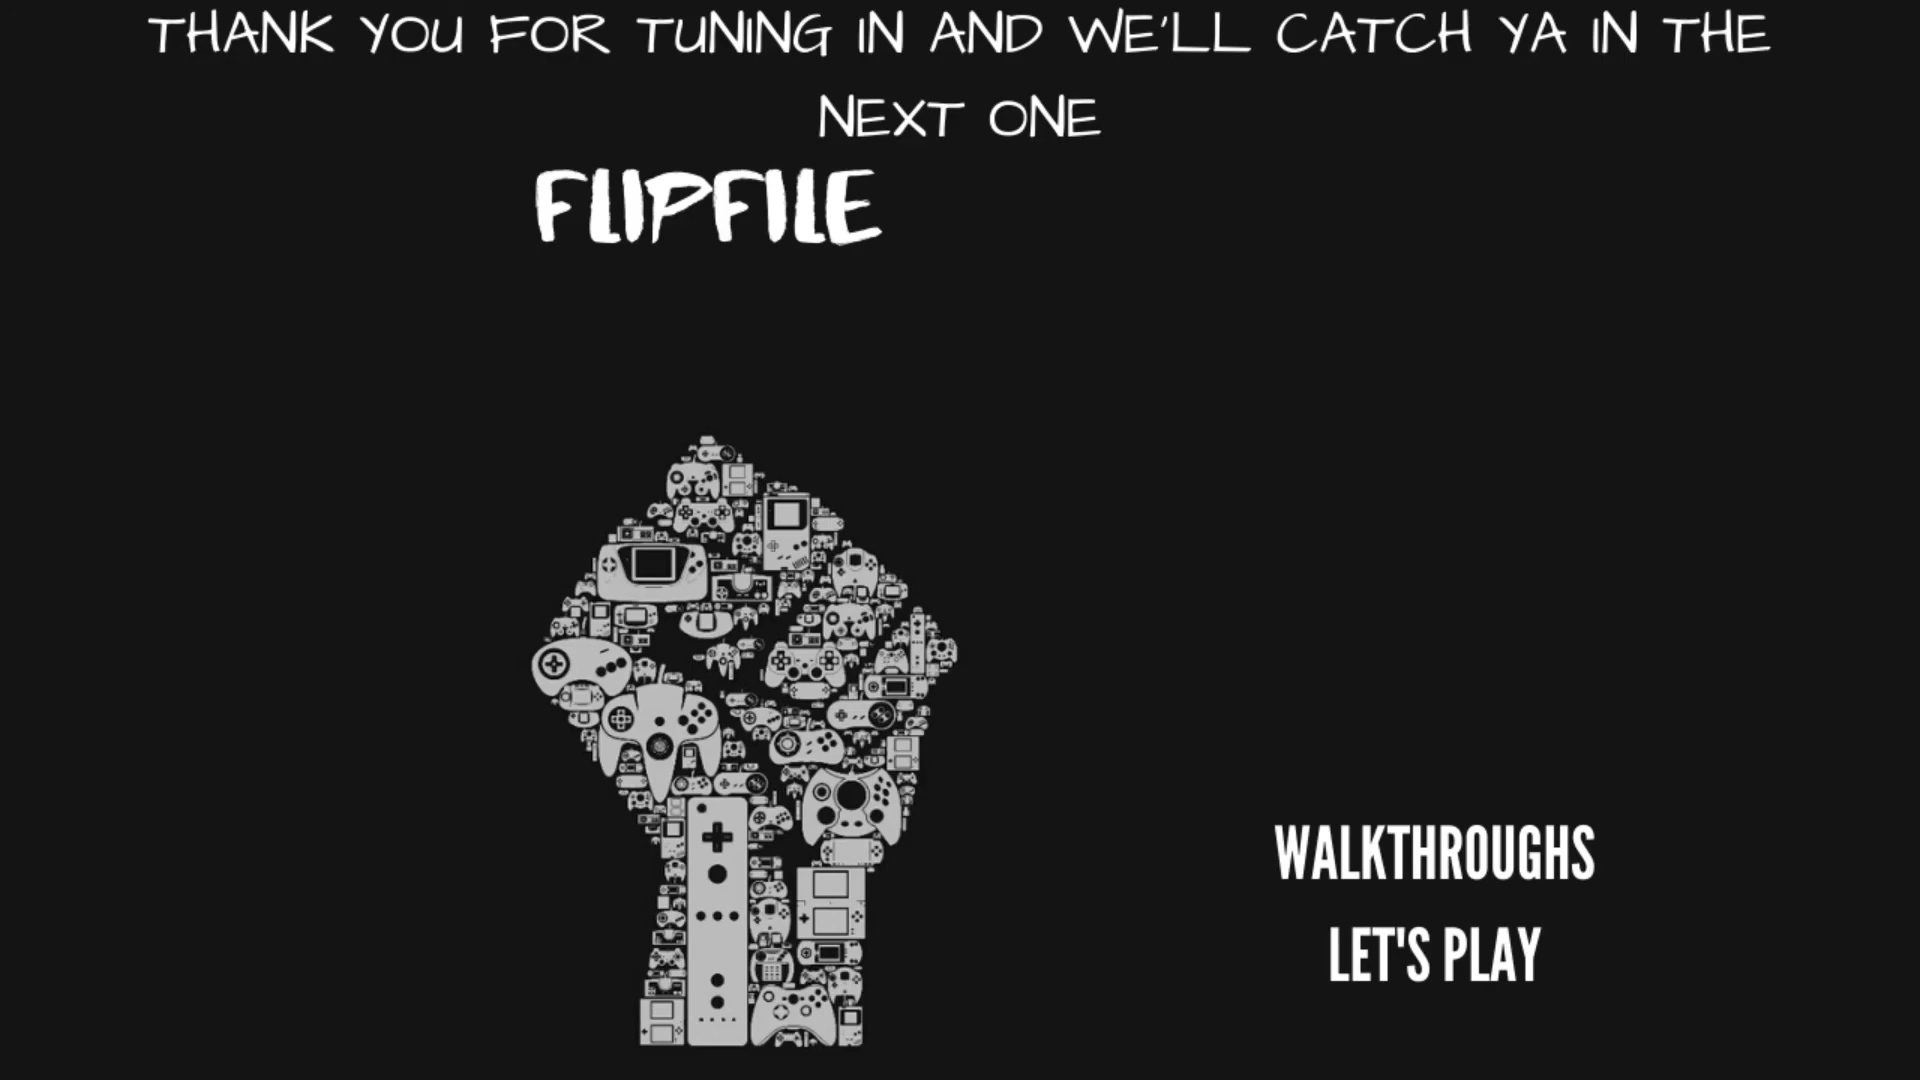 THANK YOU FOR TUNING IN AND WE'LL CATCH YA IN THE
NEXT ONE
FLIPFILE
WALKTHROUGHS
LET'S PLAY